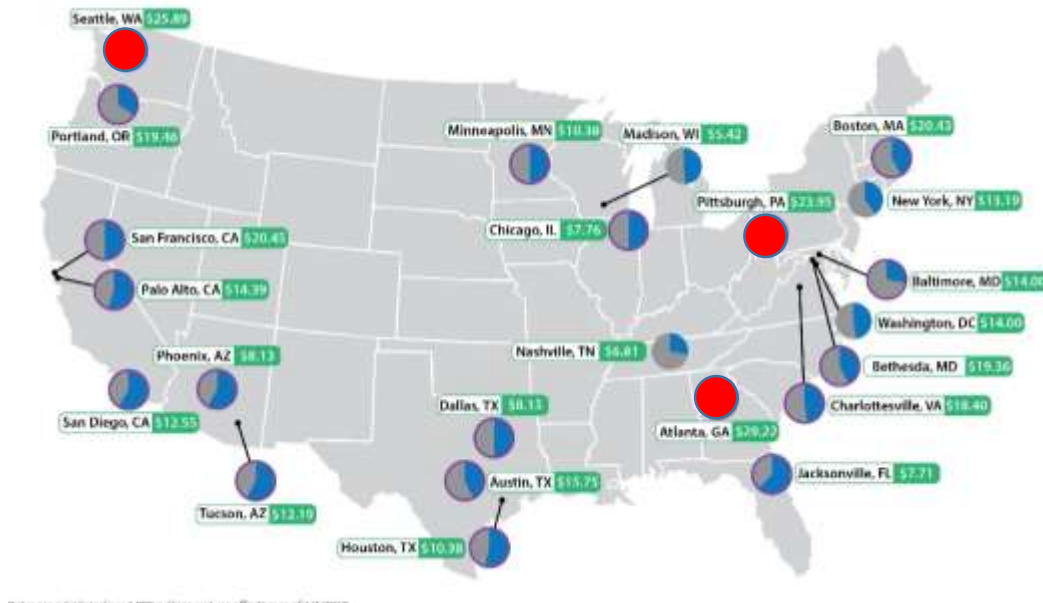 Seattle, WA $25.89
Portland, OR $19.46
Minneapolis, MN $10.38
Madison, WI $5.42
Boston, MA $20.43
Pittsburgh, PA $23.95
New York, NY $13.19
Chicago, IL $7.76
San Francisco, CA $20.45
Palo Alto, CA $14.39
Baltimore, MD $14.00
Washington, DC $14.00
Nashville, TN $6.81
Phoenix, AZ $8.13
Bethesda, MD $19.36
San Diego, CA $12.55
Dallas, TX $8.13
Charlottesville, VA $18.40
Atlanta, GA $29.22
Austin, TX $15.75
Jacksonville, FL $7.71
Tucson, AZ $12.19
Houston, TX $10.38